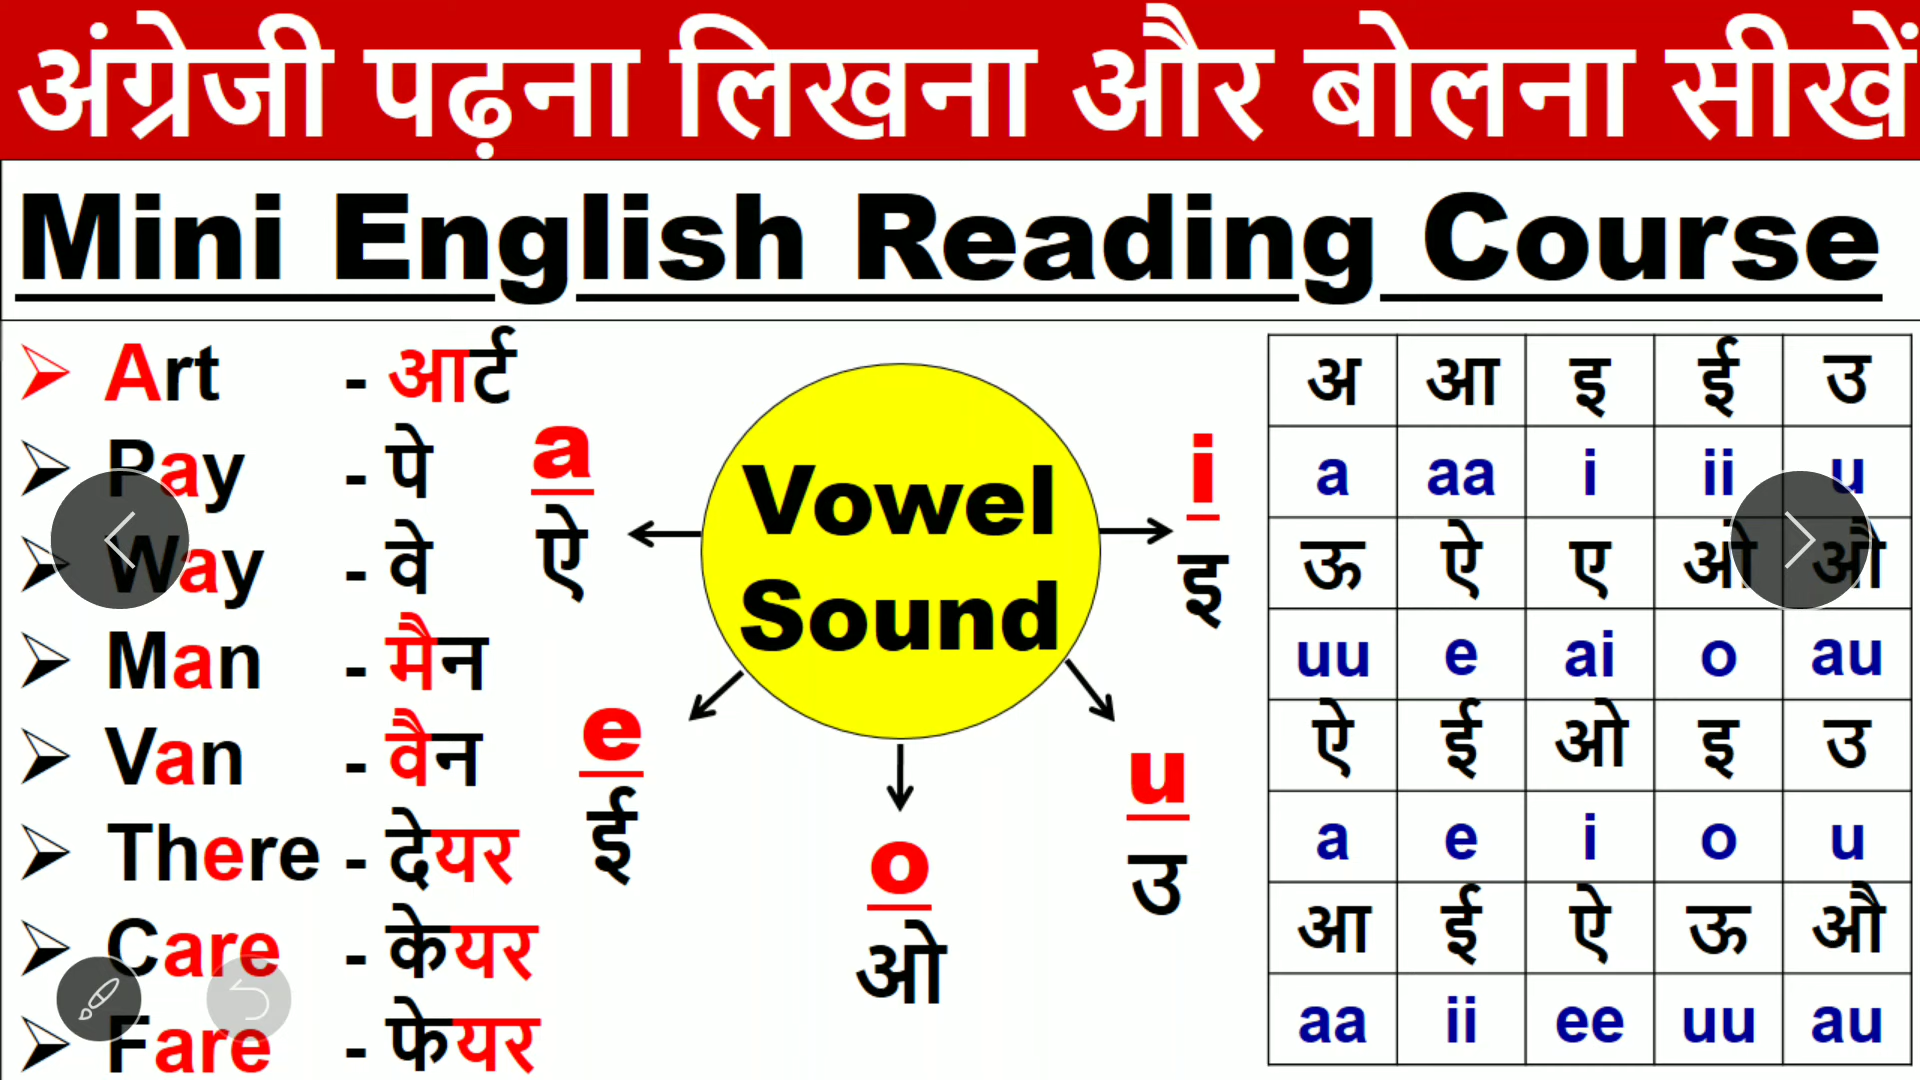 अंग्रेजी पढ़ना लिखना और बोलना सीखें
Mini English Reading Course
Art - आर्ट
Pay - पे
Way - वे
Man - मैन
Van - वैन
There - देयर
Care - केयर
Fare - फेयर
Vowel
Sound
a
ऐ
e
ई
o
ओ
u
उ
i
इ
अ आ इ ई उ
a aa i ii u
ऊ ऐ ए ओ औ
uu e ai o au
ऐ ई ओ इ उ
a e i o u
आ ई ऐ ऊ औ
aa ii ee uu au